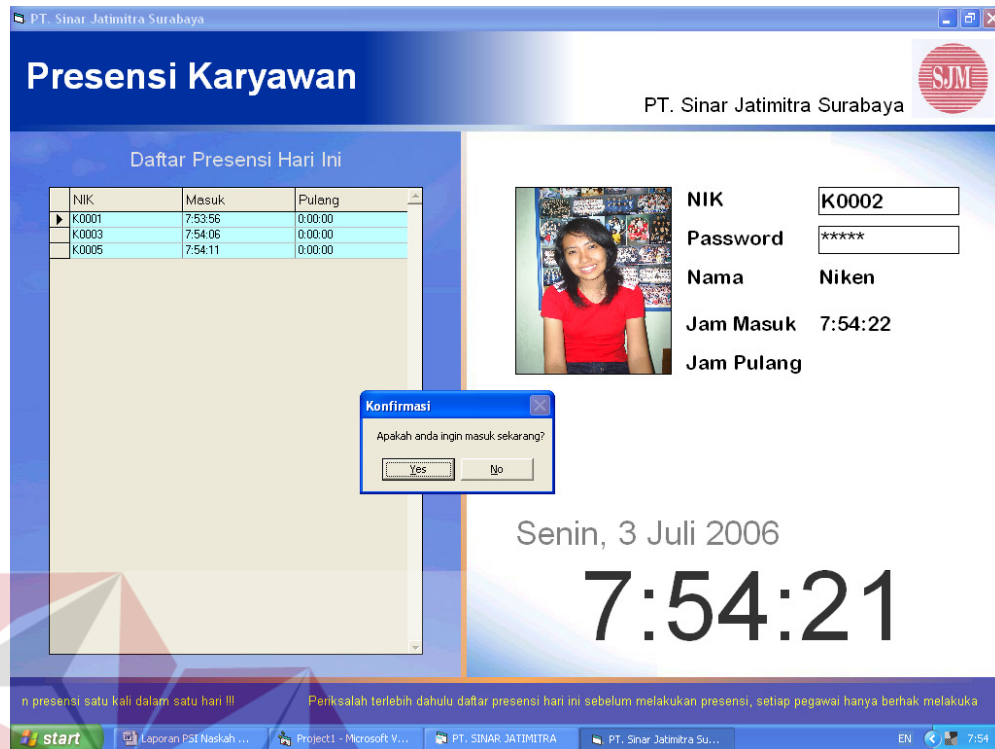 PT. Sinar Jatimitra Surabaya
Presensi Karyawan
SJM
PT. Sinar Jatimitra Surabaya
Daftar Presensi Hari Ini
NIK Masuk Pulang
K0001 7:53:56 0:00:00
K0003 7:54:06 0:00:00
K0005 7:54:11 0:00:00
NIK K0002
Password *****
Nama Niken
Jam Masuk 7:54:22
Jam Pulang
Konfirmasi
Apakah anda ingin masuk sekarang?
Yes No
Senin, 3 Juli 2006
7:54:21
n presensi satu kali dalam satu hari !!! Periksalah terlebih dahulu daftar presensi hari ini sebelum melakukan presensi, setiap pegawai hanya berhak melakuka
start Laporan PSI Naskah ... Project1 - Microsoft V... PT. SINAR JATIMITRA PT. Sinar Jatimitra Su... EN 7:54